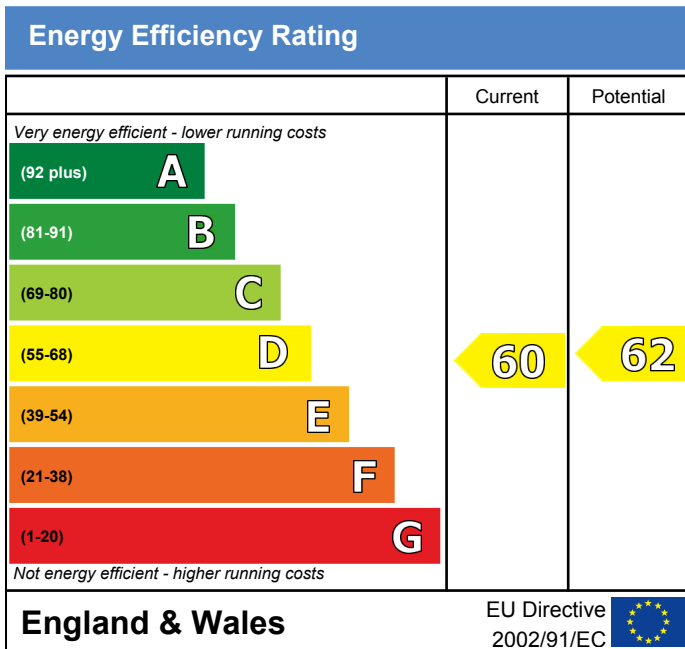 Energy Efficiency Rating
Current Potential
Very energy efficient - lower running costs
(92 plus) A
(81-91) B
(69-80) C
(55-68) D 60 62
(39-54) E
(21-38) F
(1-20) G
Not energy efficient - higher running costs
England & Wales
EU Directive
2002/91/EC